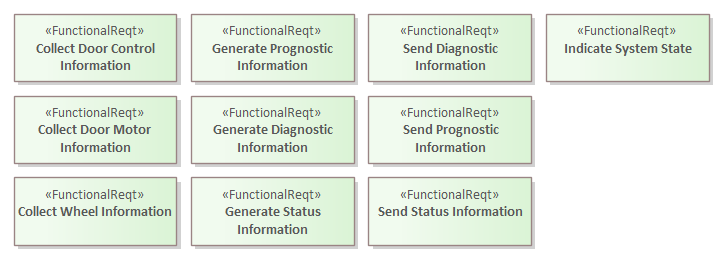 «FunctionalReqt»
Collect Door Control
Information
«FunctionalReqt»
Generate Prognostic
Information
«FunctionalReqt»
Send Diagnostic
Information
«FunctionalReqt»
Indicate System State
«FunctionalReqt»
Collect Door Motor
Information
«FunctionalReqt»
Generate Diagnostic
Information
«FunctionalReqt»
Send Prognostic
Information
«FunctionalReqt»
Collect Wheel Information
«FunctionalReqt»
Generate Status
Information
«FunctionalReqt»
Send Status Information